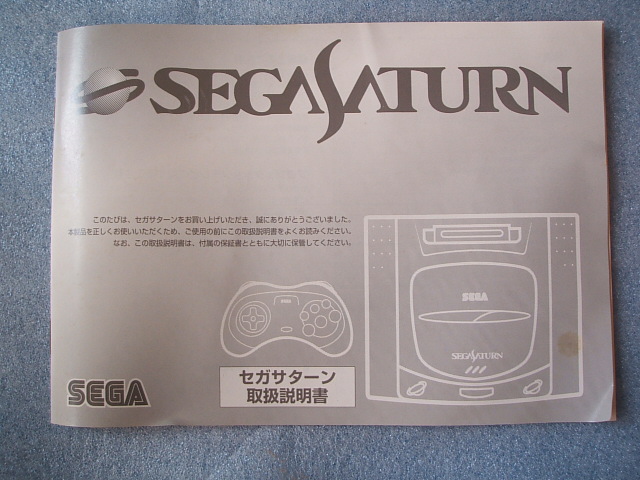 SEGA SATURN
このたびは、セガサターンをお買い上げいただき、誠にありがとうございました。
本製品を正しくお使いいただくため、ご使用の前にこの取扱説明書をよくお読みください。
なお、この取扱説明書は、付属の保証書とともに大切に保管してください。
SEGA
SEGA
SEGA SATURN
セガサターン
取扱説明書
SEGA